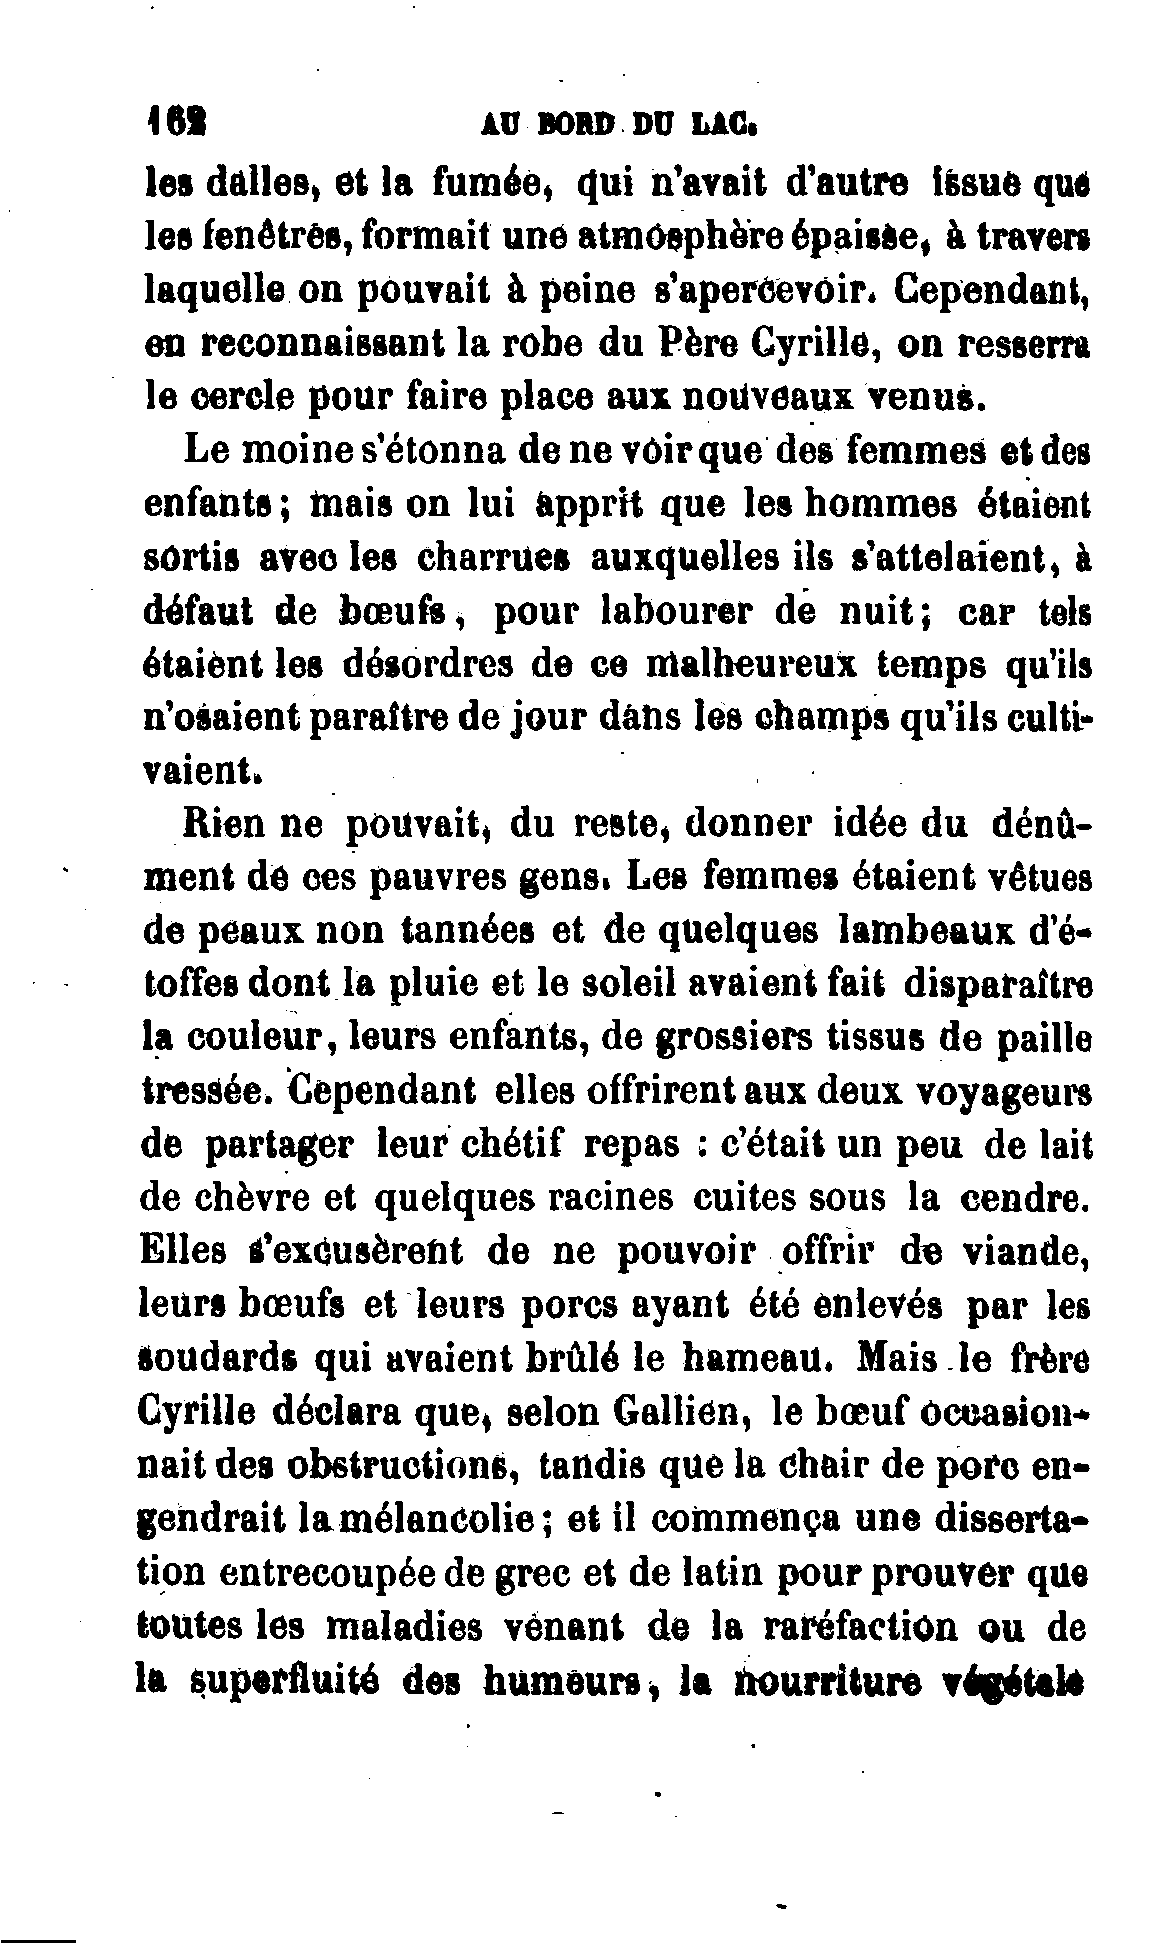 162 AU BORD DU LAC.
les dalles, et la fumée, qui n'avait d'autre issue que
les fenêtres, formait une atmosphère épaisse, à travers
laquelle on pouvait à peine s'apercevoir. Cependant,
en reconnaissant la robe du Père Cyrille, on resserra
le cercle pour faire place aux nouveaux venus.
Le moine s'étonna de ne voir que des femmes et des
enfants; mais on lui apprit que les hommes étaient
sortis avec les charrues auxquelles ils s'attelaient, à
défaut de bœufs, pour labourer de nuit; car tels
étaient les désordres de ce malheureux temps qu'ils
n'osaient paraître de jour dans les champs qu'ils culti-
vaient.
Rien ne pouvait, du reste, donner idée du dénû-
ment de ces pauvres gens. Les femmes étaient vêtues
de peaux non tannées et de quelques lambeaux d'é-
toffes dont la pluie et le soleil avaient fait disparaître
la couleur, leurs enfants, de grossiers tissus de paille
tressée. Cependant elles offrirent aux deux voyageurs
de partager leur chétif repas : c'était un peu de lait
de chèvre et quelques racines cuites sous la cendre.
Elles s'excusèrent de ne pouvoir offrir de viande,
leurs bœufs et leurs porcs ayant été enlevés par les
soudards qui avaient brûlé le hameau. Mais le frère
Cyrille déclara que, selon Gallien, le bœuf occasion-
nait des obstructions, tandis que la chair de porc en-
gendrait la mélancolie; et il commença une disserta-
tion entrecoupée de grec et de latin pour prouver que
toutes les maladies venant de la raréfaction ou de
la superfluité des humeurs, la nourriture végétale